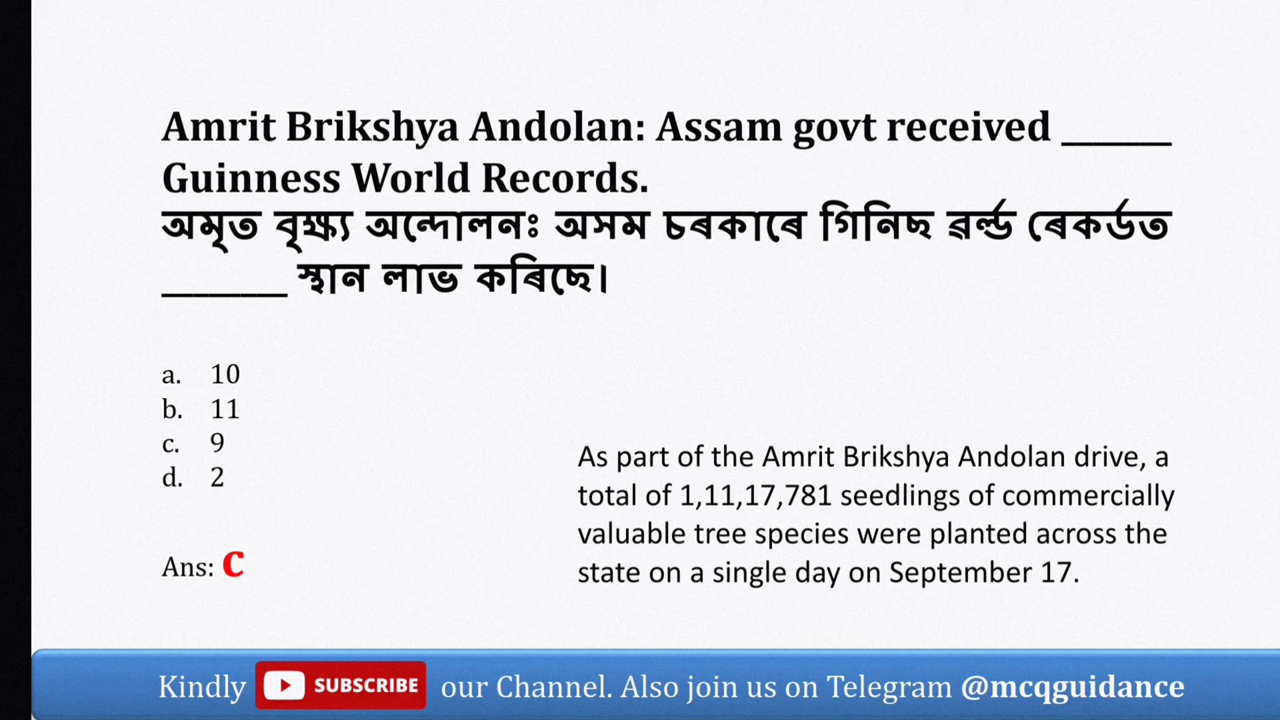 Amrit Brikshya Andolan: Assam govt received _______
Guinness World Records.
অমৃত বৃক্ষ্য অন্দোলনঃ অসম চৰকাৰে গিনিছ ৱৰ্ল্ড ৰেকৰ্ডত
________ স্থান লাভ কৰিছে।
a. 10
b. 11
c. 9
d. 2
Ans: C
As part of the Amrit Brikshya Andolan drive, a
total of 1,11,17,781 seedlings of commercially
valuable tree species were planted across the
state on a single day on September 17.
Kindly SUBSCRIBE our Channel. Also join us on Telegram @mcqguidance